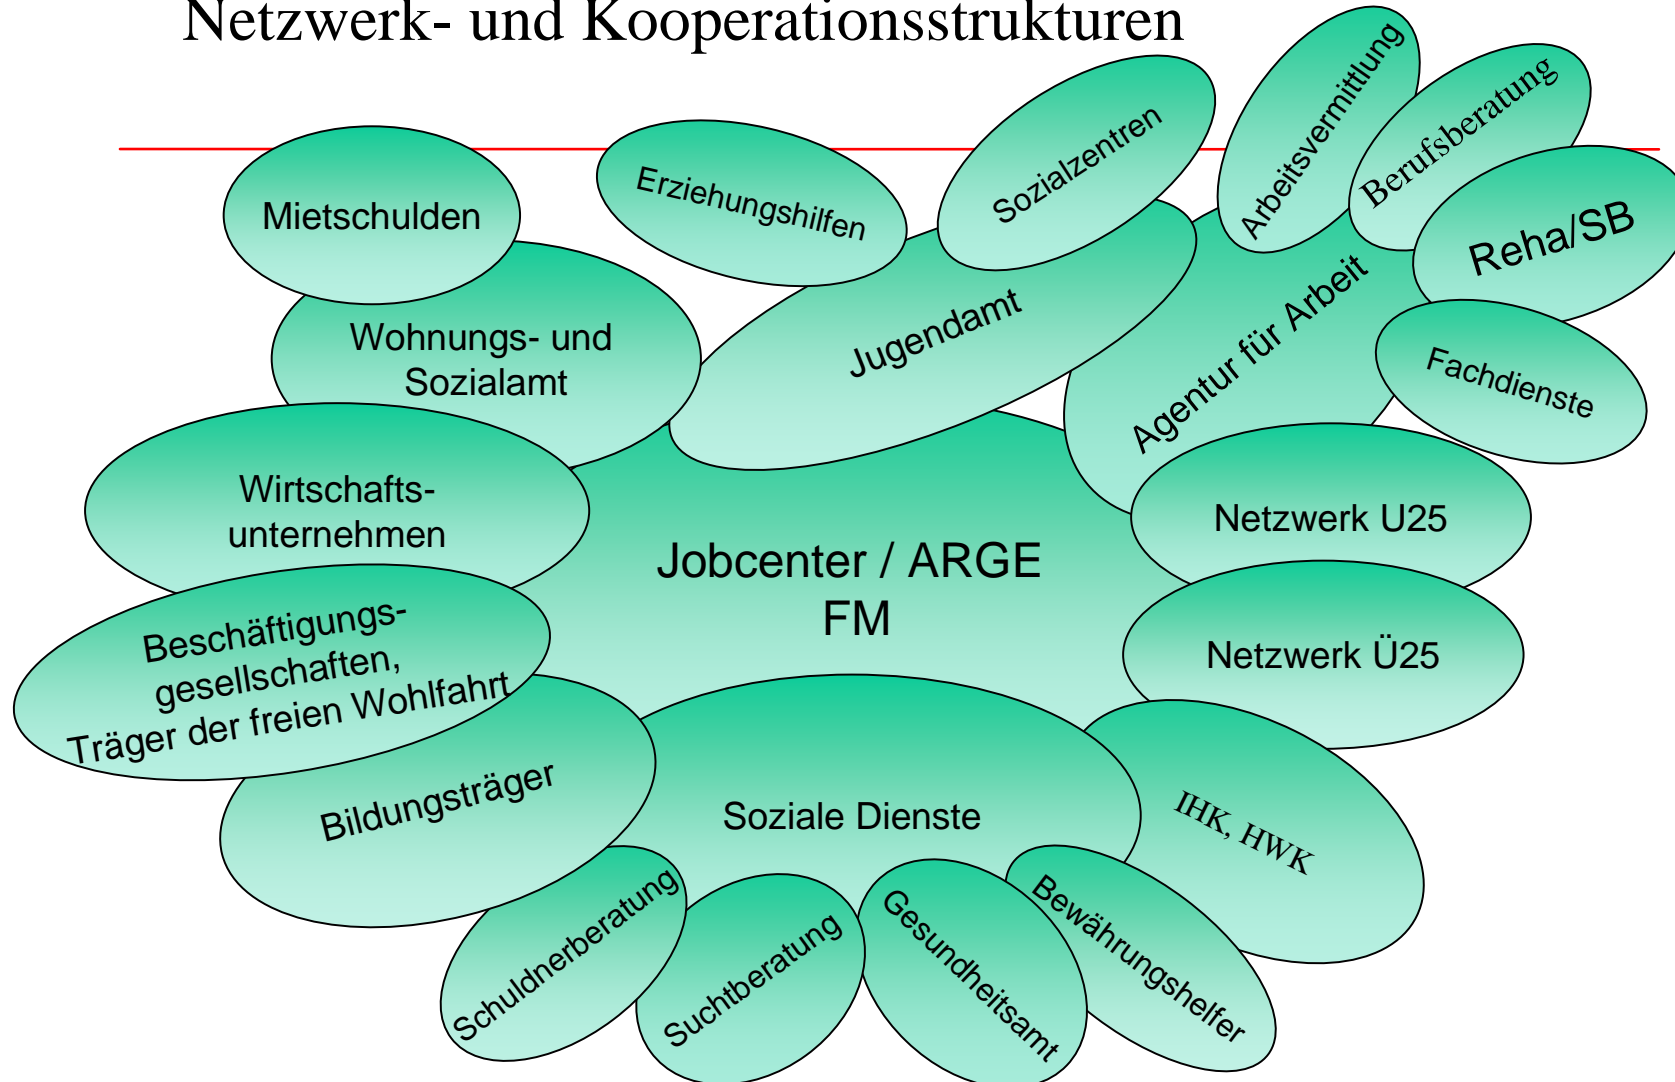 Netzwerk- und Kooperationsstrukturen
Mietschulden
Erziehungshilfen
Sozialzentren
Arbeitsvermittlung
Berufsberatung
Reha/SB
Wohnungs- und
Sozialamt
Jugendamt
Agentur für Arbeit
Fachdienste
Wirtschafts-
unternehmen
Netzwerk U25
Jobcenter / ARGE
FM
Netzwerk Ü25
Beschäftigungs-
gesellschaften,
Träger der freien Wohlfahrt
Bildungsträger
Soziale Dienste
IHK, HWK
Schuldnerberatung
Suchtberatung
Gesundheitsamt
Bewährungshelfer